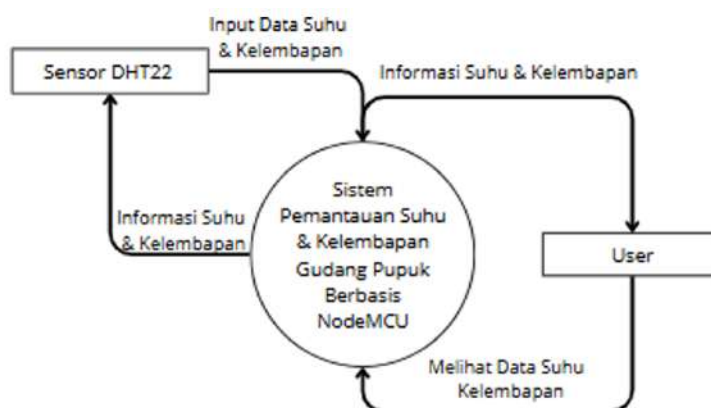 Input Data Suhu
& Kelembapan
Sensor DHT22
Informasi Suhu & Kelembapan
Informasi Suhu
& Kelembapan
Sistem
Pemantauan Suhu
& Kelembapan
Gudang Pupuk
Berbasis
NodeMCU
User
Melihat Data Suhu
Kelembapan